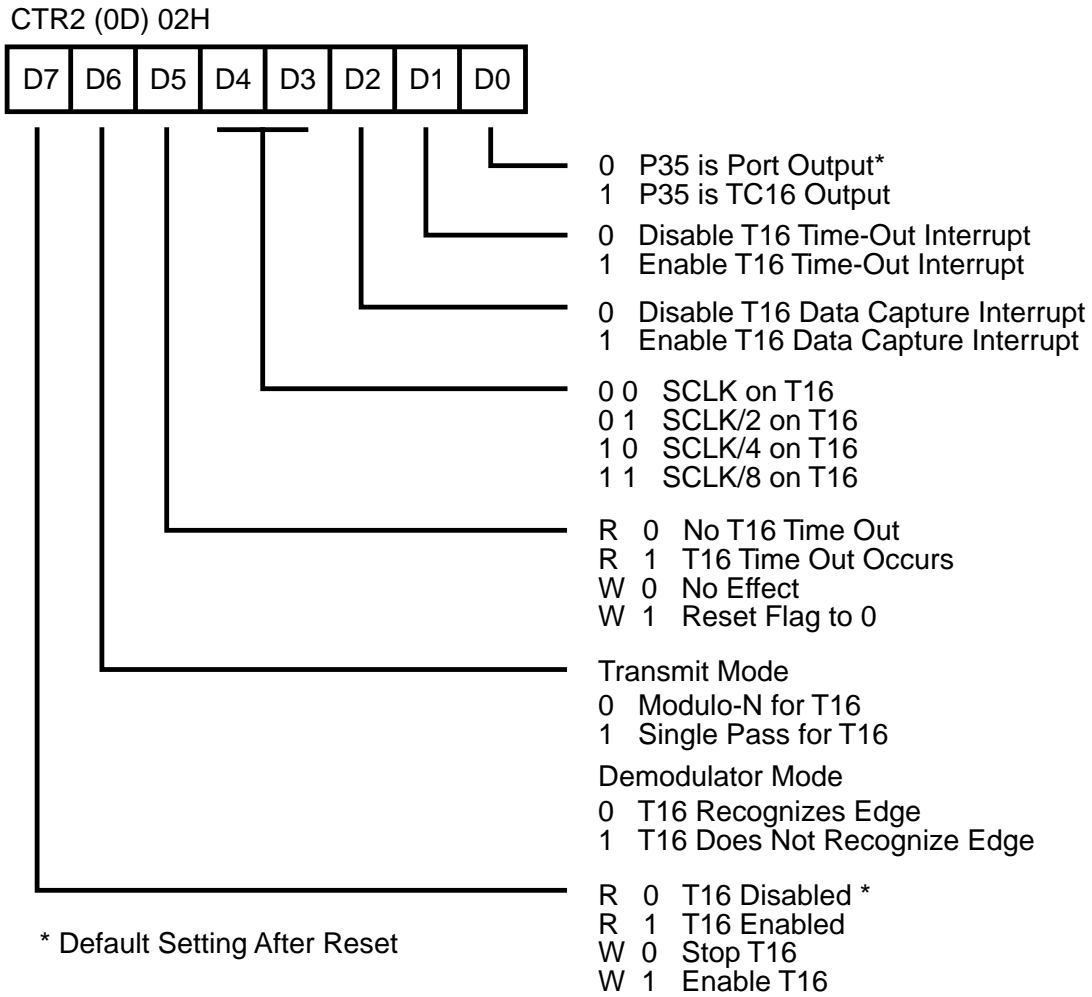 CTR2 (0D) 02H
D7 D6 D5 D4 D3 D2 D1 D0
0 P35 is Port Output*
1 P35 is TC16 Output
0 Disable T16 Time-Out Interrupt
1 Enable T16 Time-Out Interrupt
0 Disable T16 Data Capture Interrupt
1 Enable T16 Data Capture Interrupt
0 0 SCLK on T16
0 1 SCLK/2 on T16
1 0 SCLK/4 on T16
1 1 SCLK/8 on T16
R 0 No T16 Time Out
R 1 T16 Time Out Occurs
W 0 No Effect
W 1 Reset Flag to 0
Transmit Mode
0 Modulo-N for T16
1 Single Pass for T16
Demodulator Mode
0 T16 Recognizes Edge
1 T16 Does Not Recognize Edge
R 0 T16 Disabled *
R 1 T16 Enabled
W 0 Stop T16
W 1 Enable T16
* Default Setting After Reset